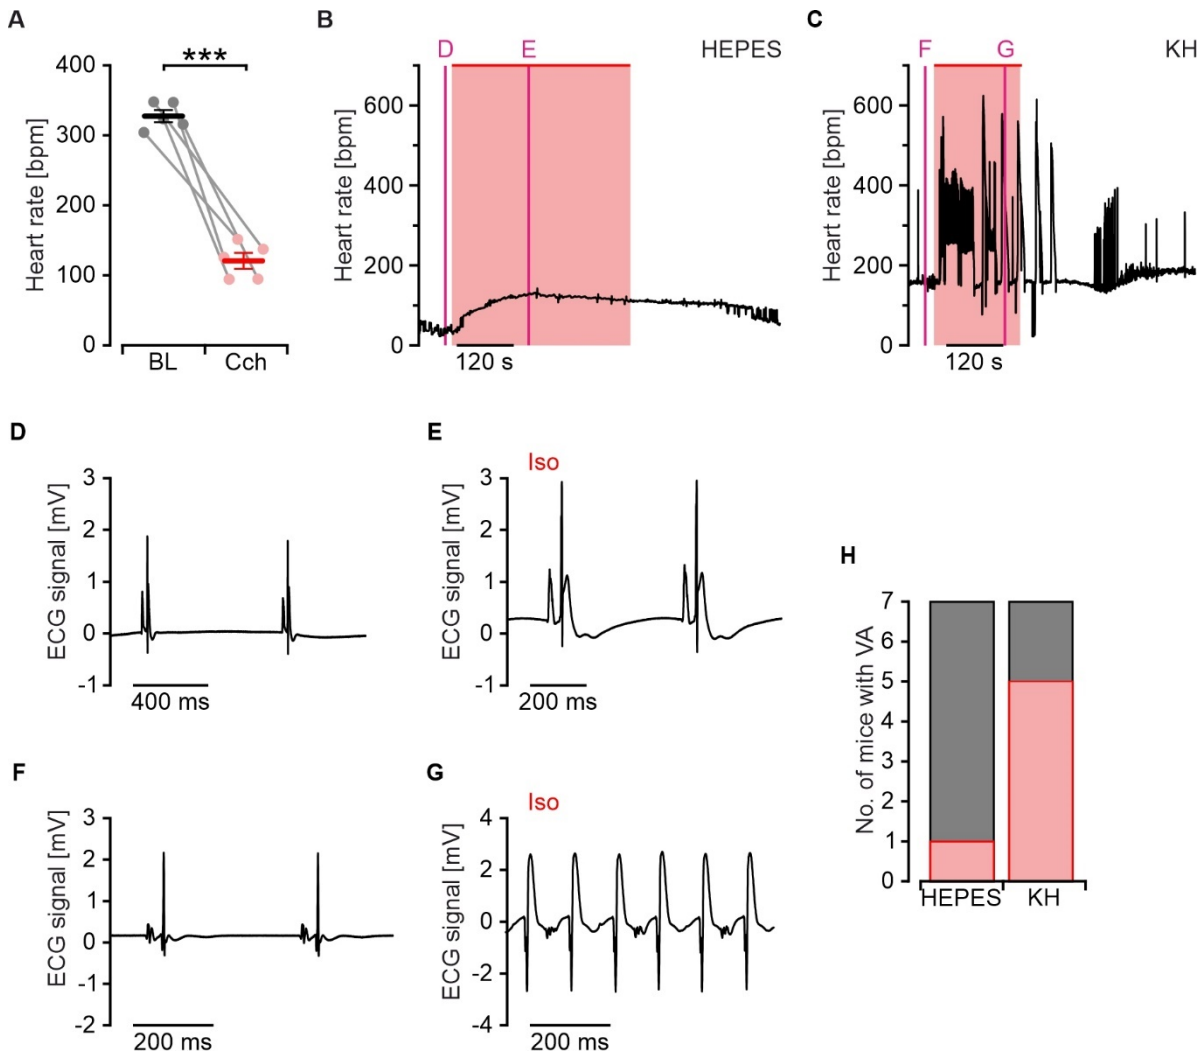 A
***
Heart rate [bpm]
400
300
200
100
0
BL
Cch
B
D
E
HEPES
Heart rate [bpm]
600
400
200
0
120 s
C
F
G
KH
Heart rate [bpm]
600
400
200
0
120 s
D
ECG signal [mV]
3
2
1
0
-1
400 ms
E
Iso
ECG signal [mV]
3
2
1
0
-1
200 ms
F
ECG signal [mV]
3
2
1
0
-1
-2
200 ms
G
Iso
ECG signal [mV]
4
2
0
-2
-4
200 ms
H
No. of mice with VA
7
6
5
4
3
2
1
0
HEPES
KH